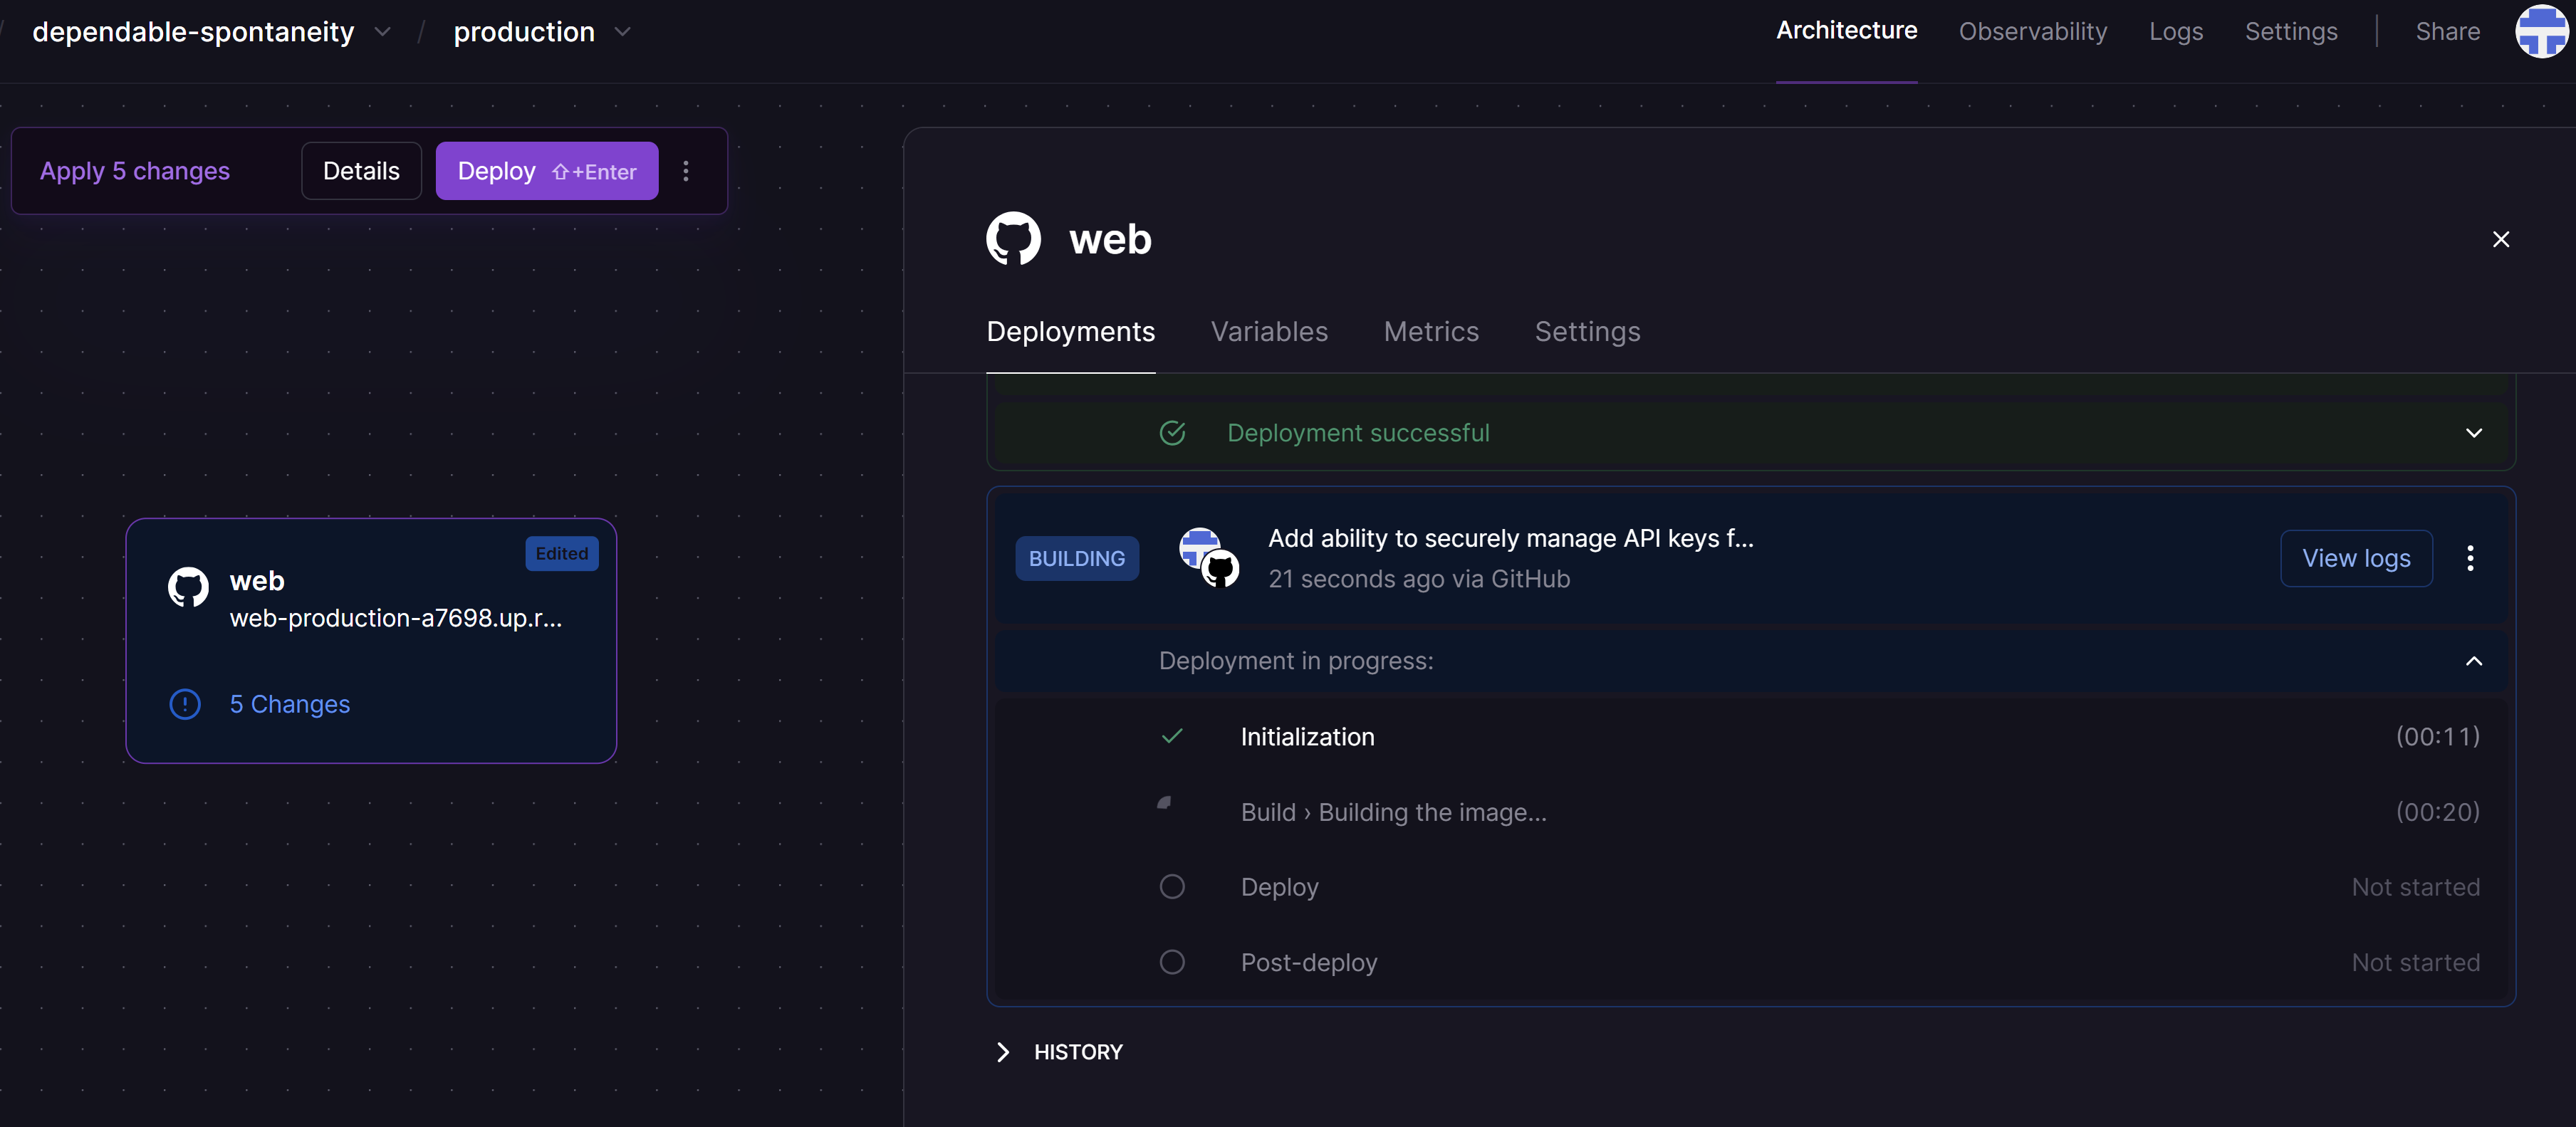 dependable-spontaneity / production
Architecture Observability Logs Settings Share
Apply 5 changes Details Deploy ⇧+Enter
web
Deployments Variables Metrics Settings
Deployment successful
Edited
web
web-production-a7698.up.r...
5 Changes
BUILDING Add ability to securely manage API keys f... View logs
21 seconds ago via GitHub
Deployment in progress:
Initialization (00:11)
Build › Building the image... (00:20)
Deploy Not started
Post-deploy Not started
HISTORY